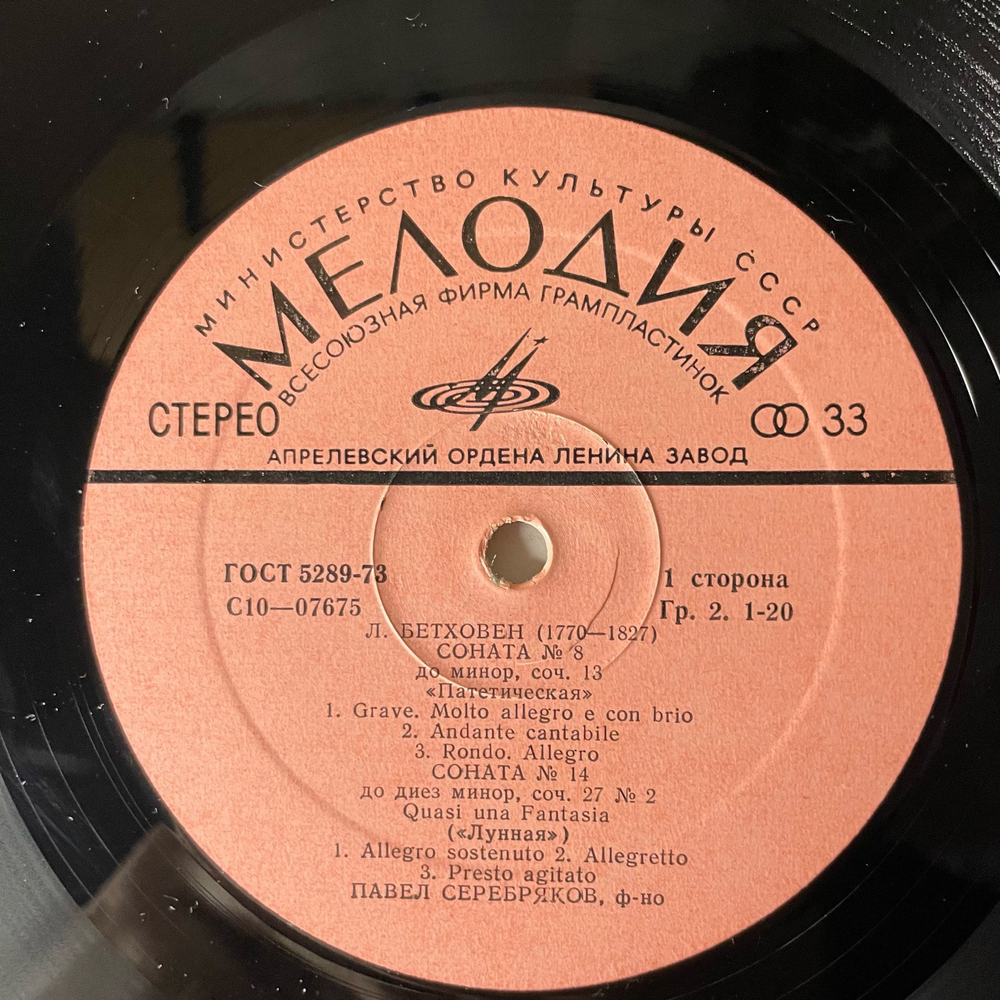 МИНИСТЕРСТВО КУЛЬТУРЫ СССР
МЕЛОДИЯ
ВСЕСОЮЗНАЯ ФИРМА ГРАМПЛАСТИНОК
СТЕРЕО
33
АПРЕЛЕВСКИЙ ОРДЕНА ЛЕНИНА ЗАВОД
ГОСТ 5289-73
1 сторона
С10—07675
Гр. 2. 1-20
Л. БЕТХОВЕН (1770—1827)
СОНАТА № 8
до минор, соч. 13
«Патетическая»
1. Grave. Molto allegro e con brio
2. Andante cantabile
3. Rondo. Allegro
СОНАТА № 14
до диез минор, соч. 27 № 2
Quasi una Fantasia
(«Лунная»)
1. Allegro sostenuto 2. Allegretto
3. Presto agitato
ПАВЕЛ СЕРЕБРЯКОВ, ф-но